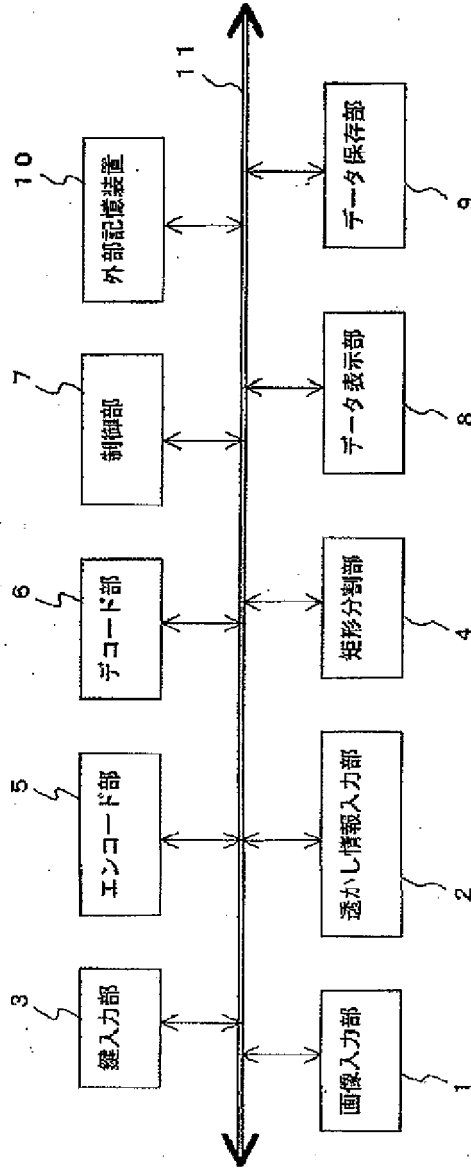 3
鍵入力部
5
エンコード部
6
デコード部
7
制御部
10
外部記憶装置
11
画像入力部
1
透かし情報入力部
2
矩形分割部
4
データ表示部
8
データ保存部
9